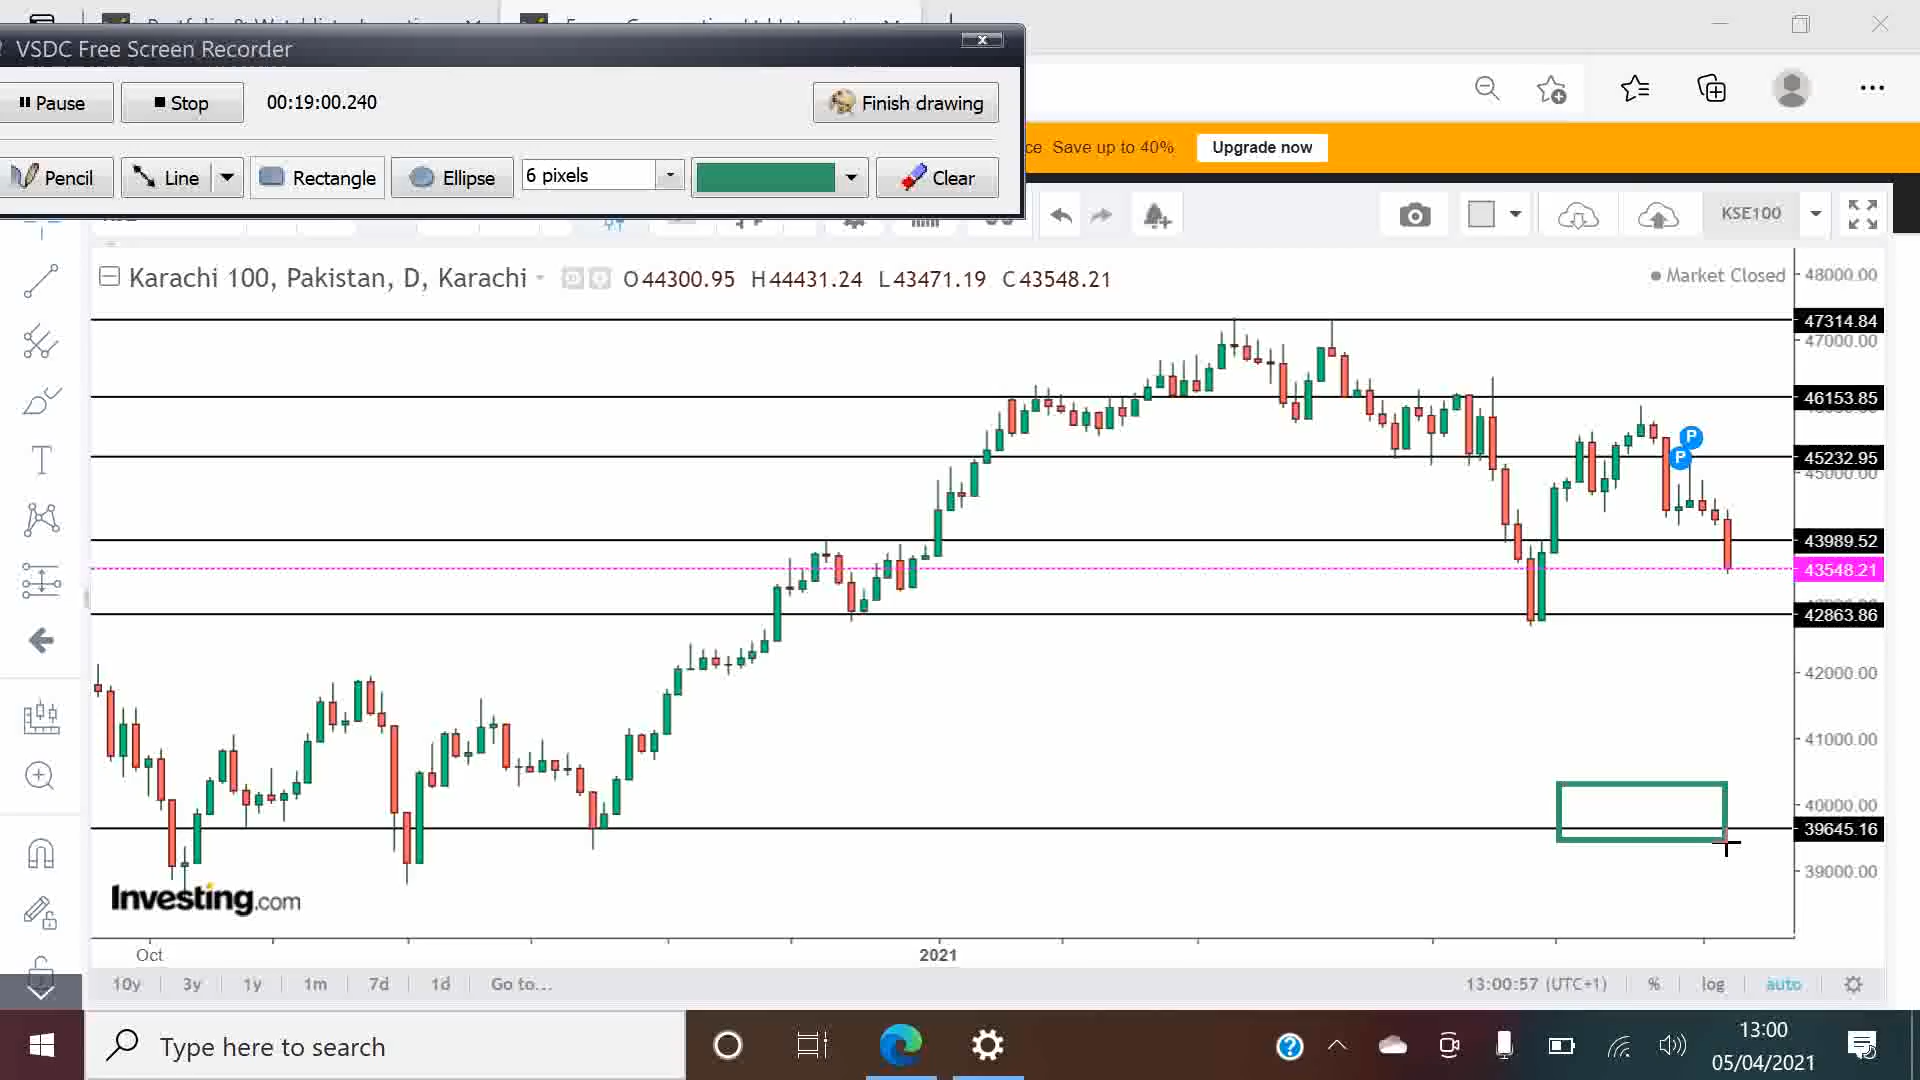 VSDC Free Screen Recorder
Pause
Stop
00:19:00.240
Finish drawing
Pencil
Line
Rectangle
Ellipse
6 pixels
Clear
ce Save up to 40%
Upgrade now
KSE100
Karachi 100, Pakistan, D, Karachi
O44300.95 H44431.24 L43471.19 C43548.21
Market Closed
48000.00
47314.84
47000.00
46153.85
45232.95
45000.00
43989.52
43548.21
42863.86
42000.00
41000.00
40000.00
39645.16
39000.00
P
P
Investing.com
Oct
2021
10y
3y
1y
1m
7d
1d
Go to...
13:00:57 (UTC+1)
%
log
auto
Type here to search
13:00
05/04/2021